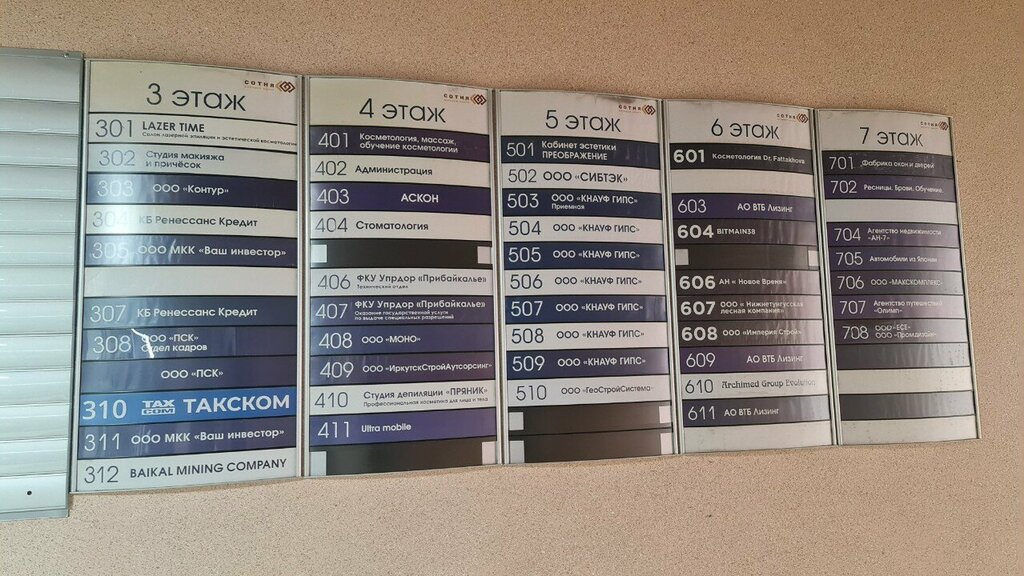 СОТНЯ
3 этаж
301 LAZER TIME
Салон лазерной эпиляции и эстетической косметологии
302 Студия макияжа
и причёсок
303 ООО «Контур»
304 КБ Ренессанс Кредит
305 ООО МКК «Ваш инвестор»
307 КБ Ренессанс Кредит
308 ООО «ПСК»
Отдел кадров
ООО «ПСК»
310 TAXCOM ТАКСКОМ
311 ООО МКК «Ваш инвестор»
312 BAIKAL MINING COMPANY
СОТНЯ
4 этаж
401 Косметология, массаж,
обучение косметологии
402 Администрация
403 АСКОН
404 Стоматология
406 ФКУ Упрдор «Прибайкалье»
Технический отдел
407 ФКУ Упрдор «Прибайкалье»
Оказание государственной услуги
по выдаче специальных разрешений
408 ООО «МОНО»
409 ООО «ИркутскСтройАутсорсинг»
410 Студия депиляции «ПРЯНИК»
Профессиональная косметика для лица и тела
411 Ultra mobile
СОТНЯ
5 этаж
501 Кабинет эстетики
ПРЕОБРАЖЕНИЕ
502 ООО «СИБТЭК»
503 ООО «КНАУФ ГИПС»
Приемная
504 ООО «КНАУФ ГИПС»
505 ООО «КНАУФ ГИПС»
506 ООО «КНАУФ ГИПС»
507 ООО «КНАУФ ГИПС»
508 ООО «КНАУФ ГИПС»
509 ООО «КНАУФ ГИПС»
510 ООО «ГеоСтройСистема»
СОТНЯ
6 этаж
601 Косметология Dr. Fattakhova
603 АО ВТБ Лизинг
604 BITMAIN38
606 АН « Новое Время»
607 ООО « Нижнетунгусская
лесная компания»
608 ООО «Империя Строй»
609 АО ВТБ Лизинг
610 Archimed Group Evolution
611 АО ВТБ Лизинг
СОТНЯ
7 этаж
701 Фабрика окон и дверей
702 Ресницы. Брови. Обучение.
704 Агентство недвижимости
«АН-7»
705 Автомобили из Японии
706 ООО «МАКСКОМПЛЕКС»
707 Агентство путешествий
«Олимп»
708 ООО «ЕСТ»
ООО «Промдизайн»